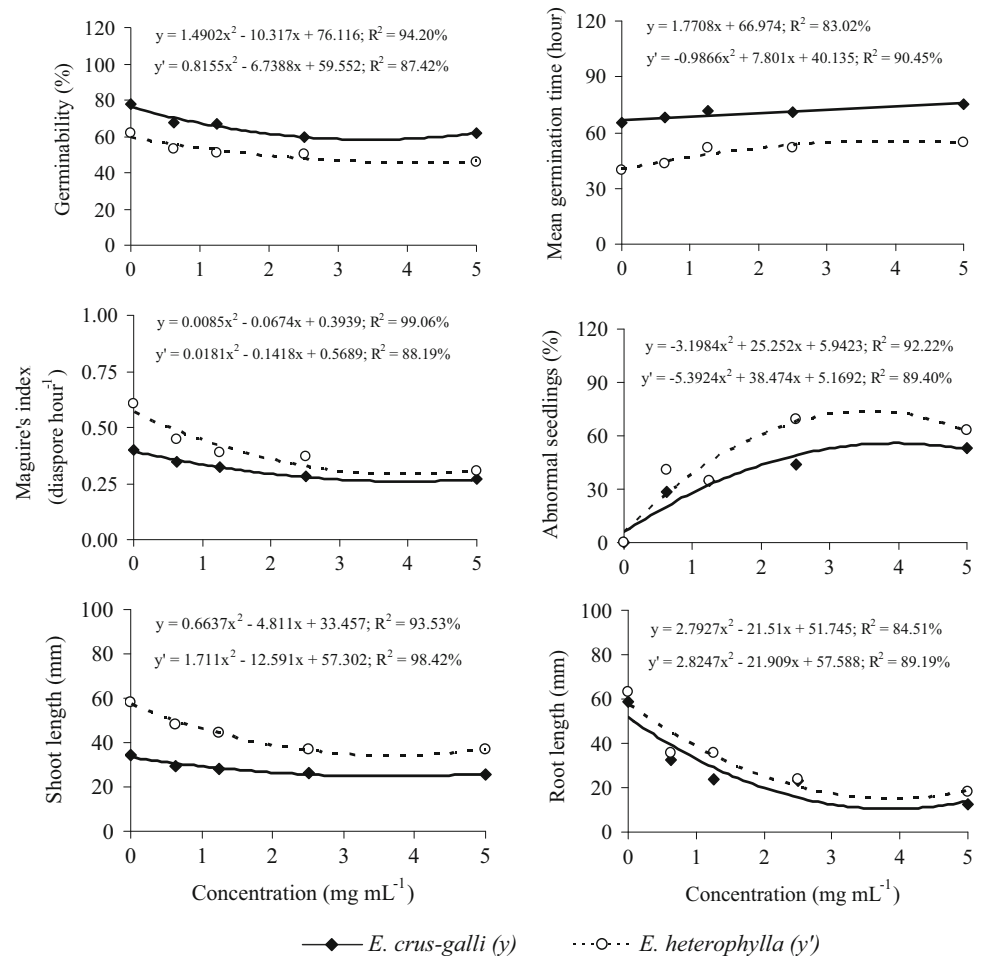 y = 1.4902x² - 10.317x + 76.116; R² = 94.20%
y' = 0.8155x² - 6.7388x + 59.552; R² = 87.42%
Germinability (%)
120
100
80
60
40
20
0
0 1 2 3 4 5
y = 1.7708x + 66.974; R² = 83.02%
y' = -0.9866x² + 7.801x + 40.135; R² = 90.45%
Mean germination time (hour)
120
90
60
30
0
0 1 2 3 4 5
y = 0.0085x² - 0.0674x + 0.3939; R² = 99.06%
y' = 0.0181x² - 0.1418x + 0.5689; R² = 88.19%
Maguire's index
(diaspore hour⁻¹)
1.00
0.75
0.50
0.25
0.00
0 1 2 3 4 5
y = -3.1984x² + 25.252x + 5.9423; R² = 92.22%
y' = -5.3924x² + 38.474x + 5.1692; R² = 89.40%
Abnormal seedlings (%)
120
90
60
30
0
0 1 2 3 4 5
y = 0.6637x² - 4.811x + 33.457; R² = 93.53%
y' = 1.711x² - 12.591x + 57.302; R² = 98.42%
Shoot length (mm)
100
80
60
40
20
0
0 1 2 3 4 5
Concentration (mg mL⁻¹)
y = 2.7927x² - 21.51x + 51.745; R² = 84.51%
y' = 2.8247x² - 21.909x + 57.588; R² = 89.19%
Root length (mm)
100
80
60
40
20
0
0 1 2 3 4 5
Concentration (mg mL⁻¹)
E. crus-galli (y)
E. heterophylla (y')